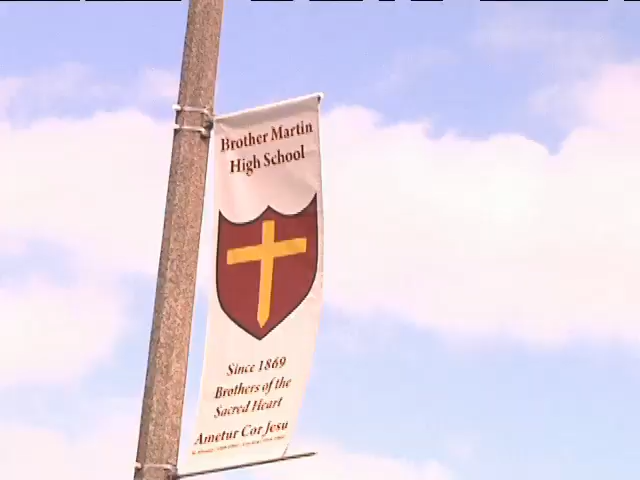 Brother Martin
High School
Since 1869
Brothers of the
Sacred Heart
Ametur Cor Jesu